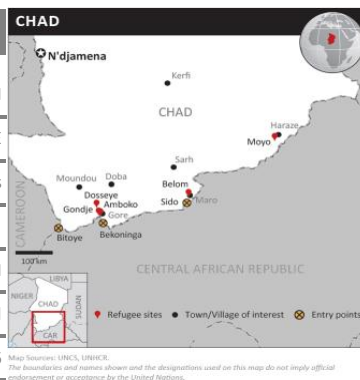 CHAD
N'djamena
Kerfi
CHAD
Haraze
Moyo
Sarh
Moundou
Doba
Belom
Dosseye
Amboko
Sido
Maro
Gondje
Gore
CAMEROON
Bitoye
Bekoninga
100 km
CENTRAL AFRICAN REPUBLIC
LIBYA
NIGER
CHAD
SUDAN
CAR
Refugee sites
Town/Village of interest
Entry points
Map Sources: UNCS, UNHCR.
The boundaries and names shown and the designations used on this map do not imply official
endorsement or acceptance by the United Nations.